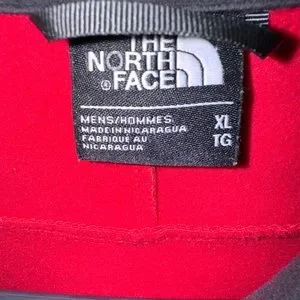 THE
NORTH
FACE
®
MENS/HOMMES
MADE IN NICARAGUA
FABRIQUÉ AU
NICARAGUA
XL
TG